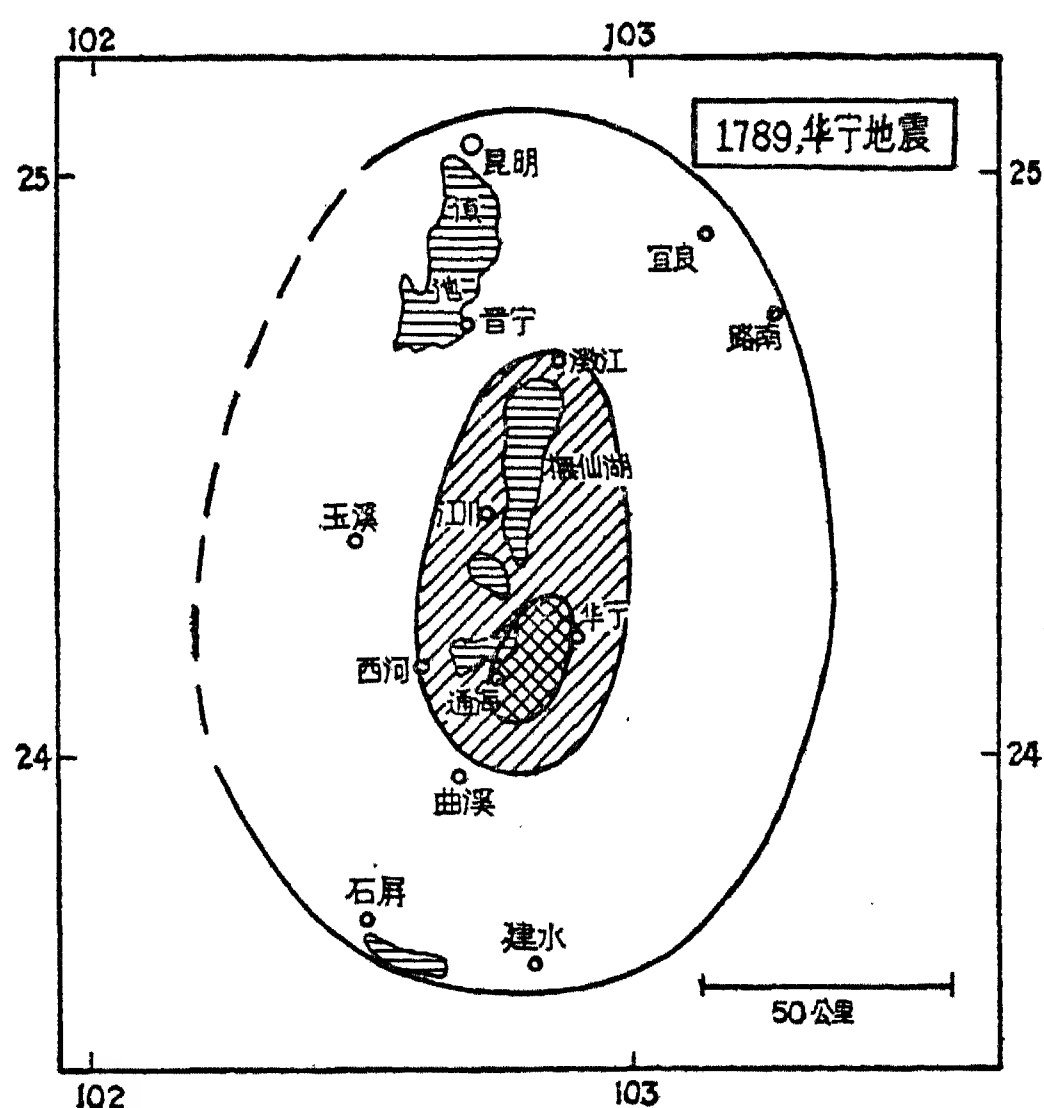 102 103
1789,华宁地震
25 25
昆明
滇
宜良
池
晋宁
路南
澂江
抚仙湖
玉溪
江川
华宁
西河
通海
24 24
曲溪
石屏
建水
50公里
102 103